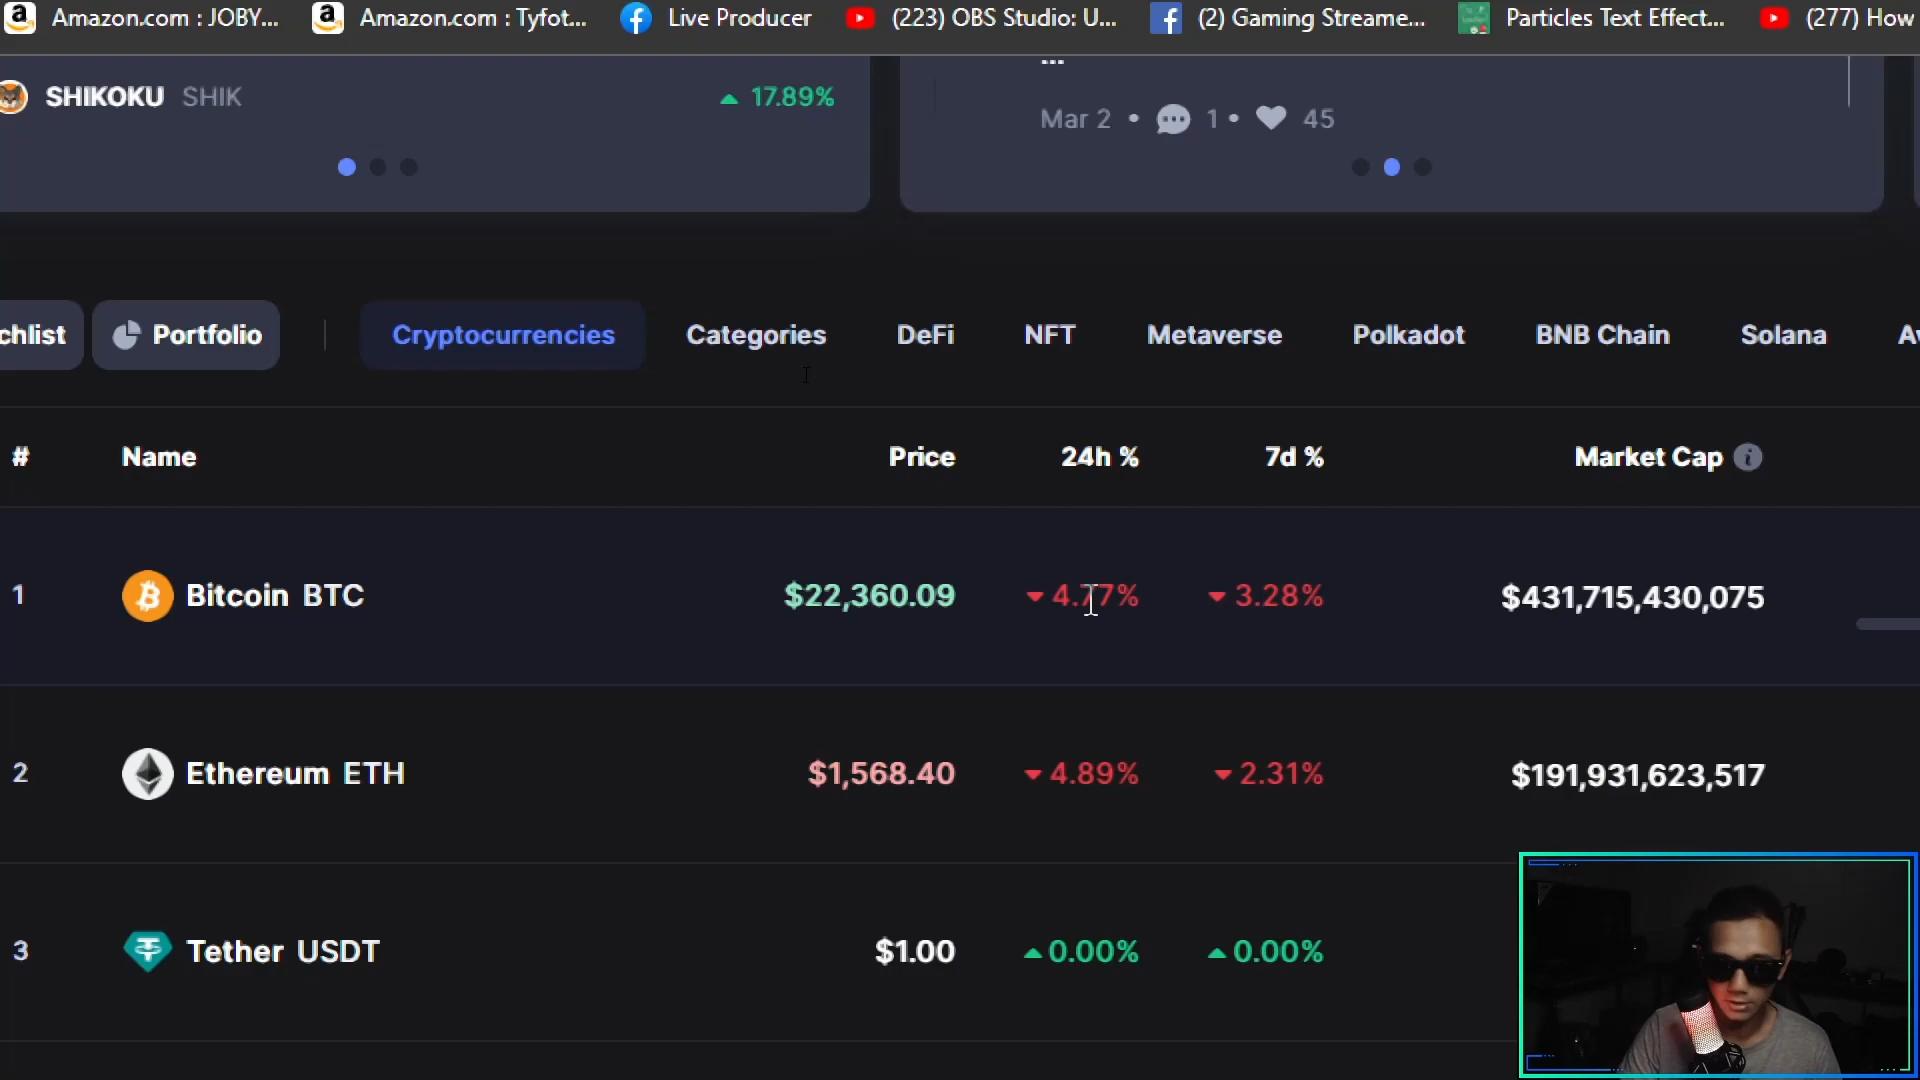 Amazon.com : JOBY... Amazon.com : Tyfot... Live Producer (223) OBS Studio: U... (2) Gaming Streame... Particles Text Effect... (277) How
...
SHIKOKU SHIK 17.89%
Mar 2 • 1 • 45
chlist Portfolio Cryptocurrencies Categories DeFi NFT Metaverse Polkadot BNB Chain Solana Av
# Name Price 24h % 7d % Market Cap
1 Bitcoin BTC $22,360.09 4.77% 3.28% $431,715,430,075
2 Ethereum ETH $1,568.40 4.89% 2.31% $191,931,623,517
3 Tether USDT $1.00 0.00% 0.00%